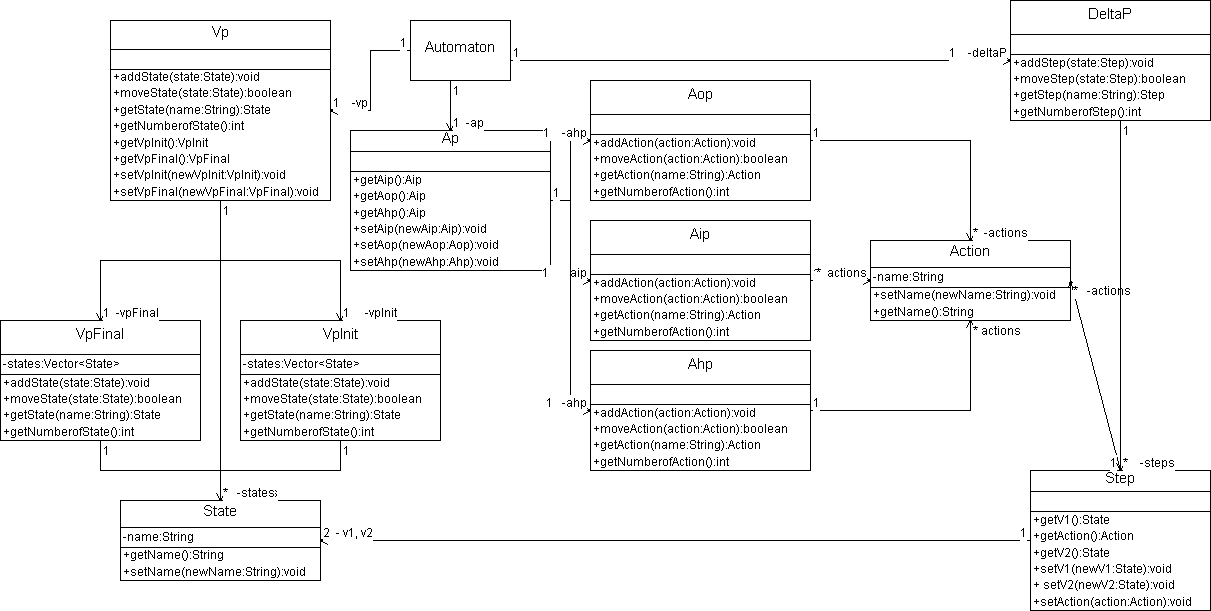 Vp
+addState(state:State):void
+moveState(state:State):boolean
+getState(name:String):State
+getNumberofState():int
+getVpInit():VpInit
+getVpFinal():VpFinal
+setVpInit(newVpInit:VpInit):void
+setVpFinal(newVpFinal:VpFinal):void
1
Automaton
1
1
1
1 -vp
1 -ap
1 -deltaP
DeltaP
+addStep(state:Step):void
+moveStep(state:Step):boolean
+getStep(name:String):Step
+getNumberofStep():int
1
Ap
+getAip():Aip
+getAop():Aip
+getAhp():Aip
+setAip(newAip:Aip):void
+setAop(newAop:Aop):void
+setAhp(newAhp:Ahp):void
1 -ahp
1
1 aip
1 -ahp
Aop
+addAction(action:Action):void
+moveAction(action:Action):boolean
+getAction(name:String):Action
+getNumberofAction():int
1
* -actions
Aip
+addAction(action:Action):void
+moveAction(action:Action):boolean
+getAction(name:String):Action
+getNumberofAction():int
* actions
Ahp
+addAction(action:Action):void
+moveAction(action:Action):boolean
+getAction(name:String):Action
+getNumberofAction():int
1
* actions
Action
-name:String
+setName(newName:String):void
+getName():String
* -actions
1 -vpFinal
1 -vpInit
VpFinal
-states:Vector<State>
+addState(state:State):void
+moveState(state:State):boolean
+getState(name:String):State
+getNumberofState():int
1
VpInit
-states:Vector<State>
+addState(state:State):void
+moveState(state:State):boolean
+getState(name:String):State
+getNumberofState():int
1
* -states
State
-name:String
+getName():String
+setName(newName:String):void
2 - v1, v2
1
1 * -steps
Step
+getV1():State
+getAction():Action
+getV2():State
+setV1(newV1:State):void
+ setV2(newV2:State):void
+setAction(action:Action):void